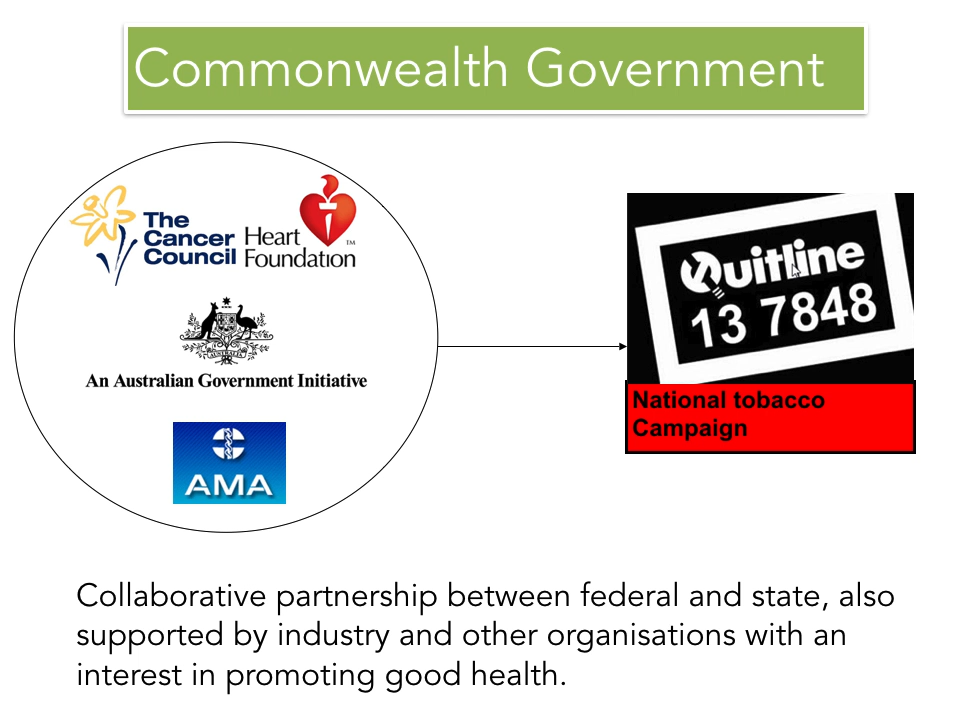 Commonwealth Government
The
Cancer
Council
Heart
Foundation
TM
AUSTRALIA
An Australian Government Initiative
AMA
Quitline
13 7848
National tobacco
Campaign
Collaborative partnership between federal and state, also
supported by industry and other organisations with an
interest in promoting good health.